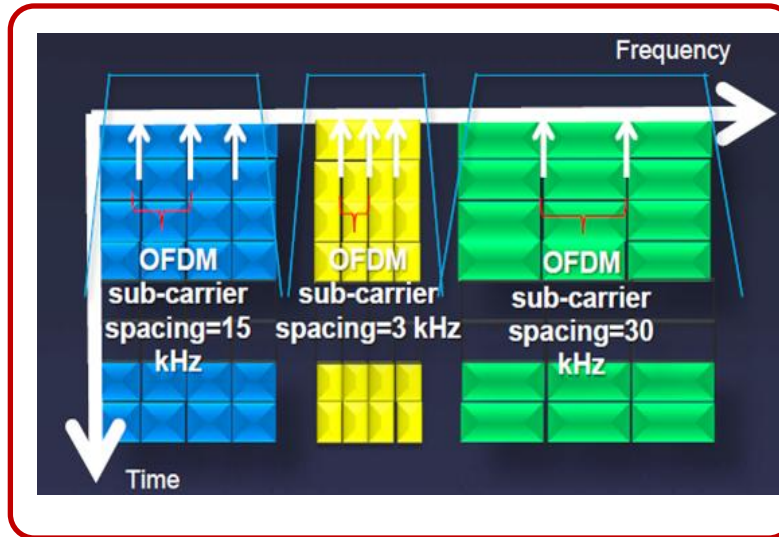 Frequency
OFDM
sub-carrier
spacing=15
kHz
OFDM
sub-carrier
spacing=3 kHz
OFDM
sub-carrier
spacing=30
kHz
Time